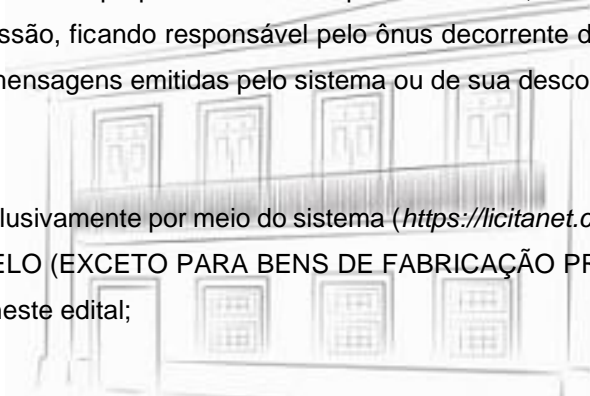 ssão, ficando responsável pelo ônus decorrente d
mensagens emitidas pelo sistema ou de sua desco
lusivamente por meio do sistema (https://licitanet.c
ELO (EXCETO PARA BENS DE FABRICAÇÃO PR
neste edital;